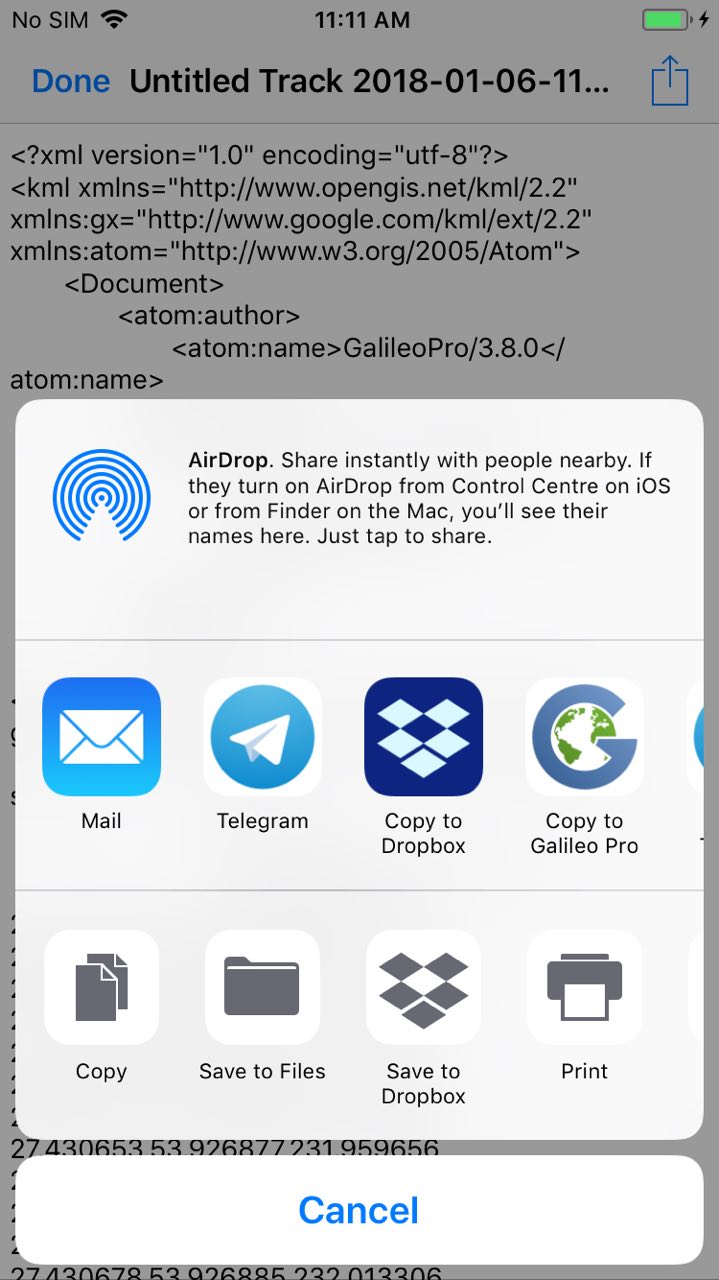 No SIM 11:11 AM
Done Untitled Track 2018-01-06-11...
<?xml version="1.0" encoding="utf-8"?>
<kml xmlns="http://www.opengis.net/kml/2.2"
xmlns:gx="http://www.google.com/kml/ext/2.2"
xmlns:atom="http://www.w3.org/2005/Atom">
<Document>
<atom:author>
<atom:name>GalileoPro/3.8.0</
atom:name>
AirDrop. Share instantly with people nearby. If
they turn on AirDrop from Control Centre on iOS
or from Finder on the Mac, you’ll see their
names here. Just tap to share.
Mail Telegram Copy to Dropbox Copy to Galileo Pro
Copy Save to Files Save to Dropbox Print
27.430653,53.926877,231.959656
Cancel
27.430678,53.926885,232.013306